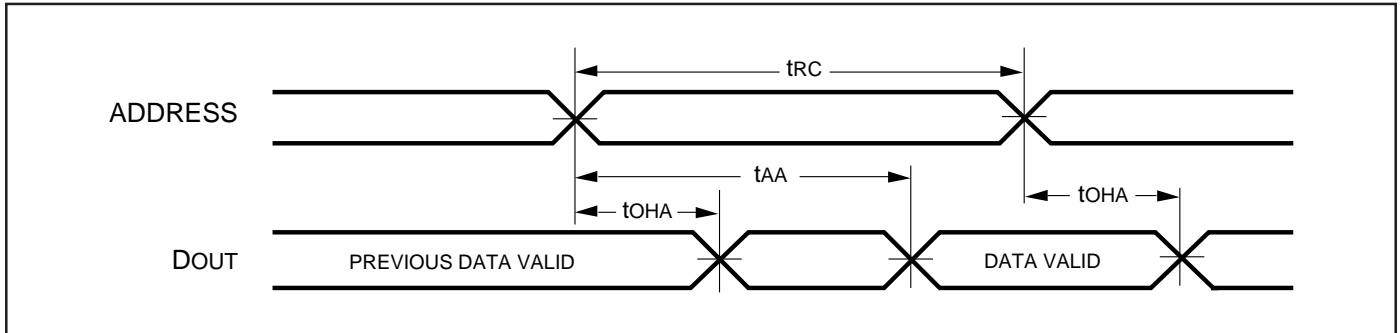 tRC
ADDRESS
tAA
tOHA
tOHA
DOUT
PREVIOUS DATA VALID
DATA VALID